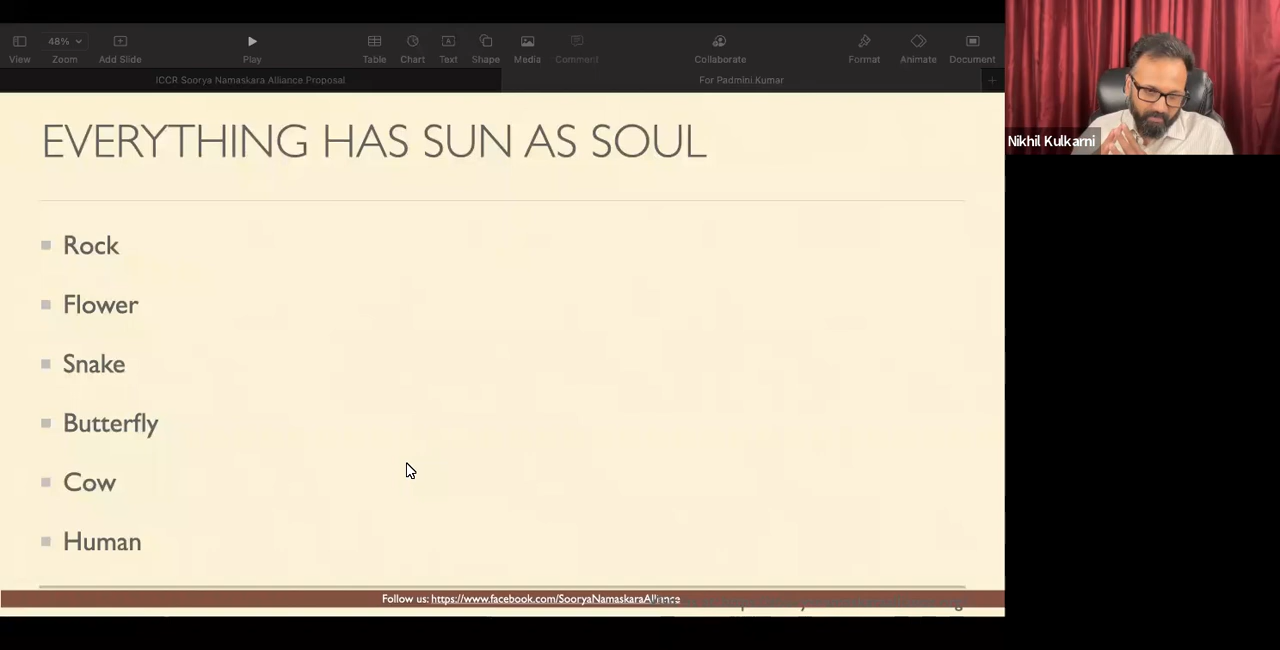 48%
View
Zoom
Add Slide
Play
Table
Chart
Text
Shape
Media
Comment
Collaborate
Format
Animate
Document
ICCR Soorya Namaskara Alliance Proposal
For Padmini Kumar
Nikhil Kulkarni
EVERYTHING HAS SUN AS SOUL
Rock
Flower
Snake
Butterfly
Cow
Human
Follow us: https://www.facebook.com/SooryaNamaskaraAlliance